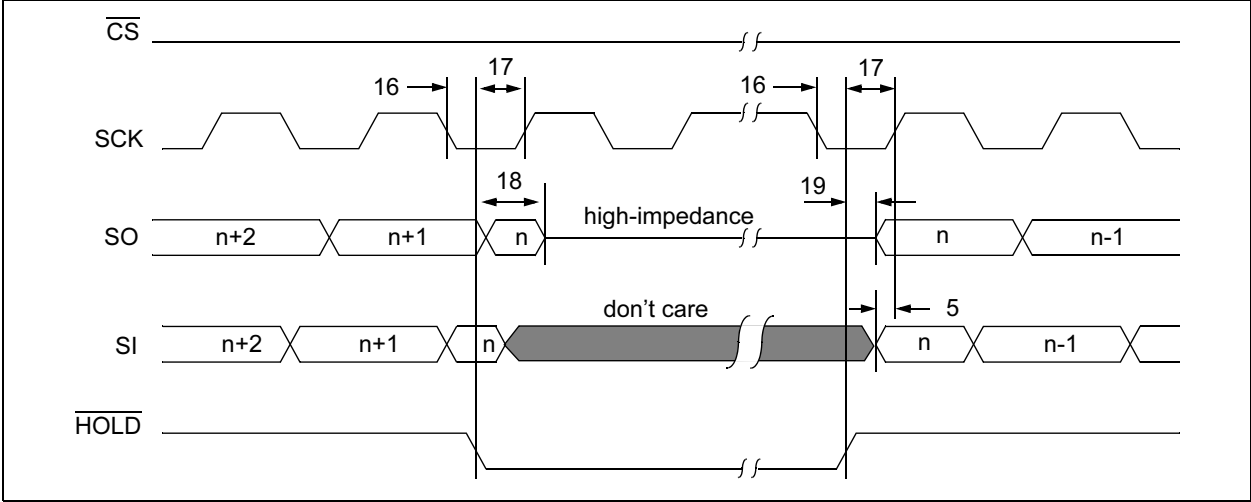 CS
17
17
16
16
SCK
18
19
high-impedance
SO
n+2
n+1
n
n
n-1
don't care
5
SI
n+2
n+1
n
n
n-1
HOLD